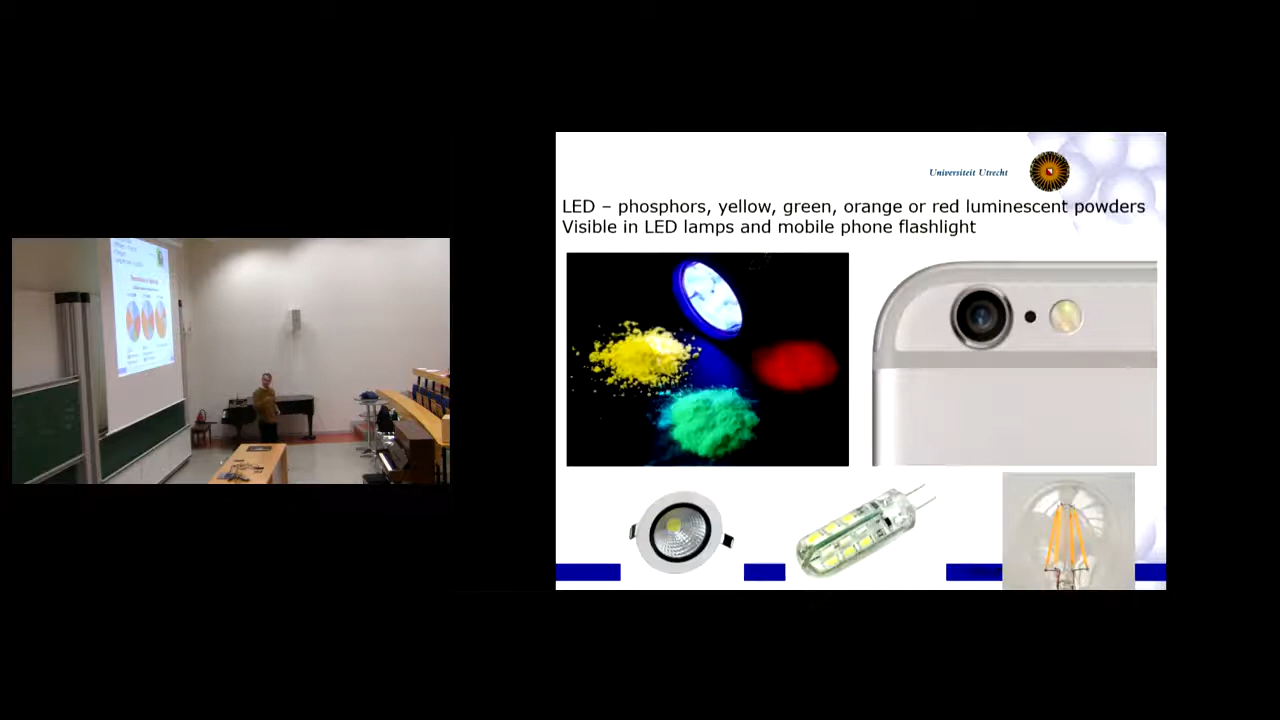 Universiteit Utrecht
LED – phosphors, yellow, green, orange or red luminescent powders
Visible in LED lamps and mobile phone flashlight